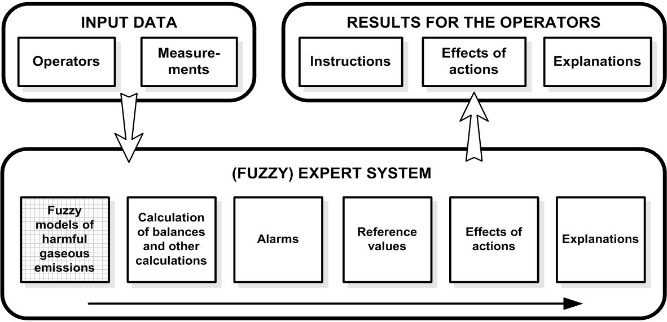 INPUT DATA
Operators
Measure-
ments
RESULTS FOR THE OPERATORS
Instructions
Effects of
actions
Explanations
(FUZZY) EXPERT SYSTEM
Fuzzy
models of
harmful
gaseous
emissions
Calculation
of balances
and other
calculations
Alarms
Reference
values
Effects of
actions
Explanations